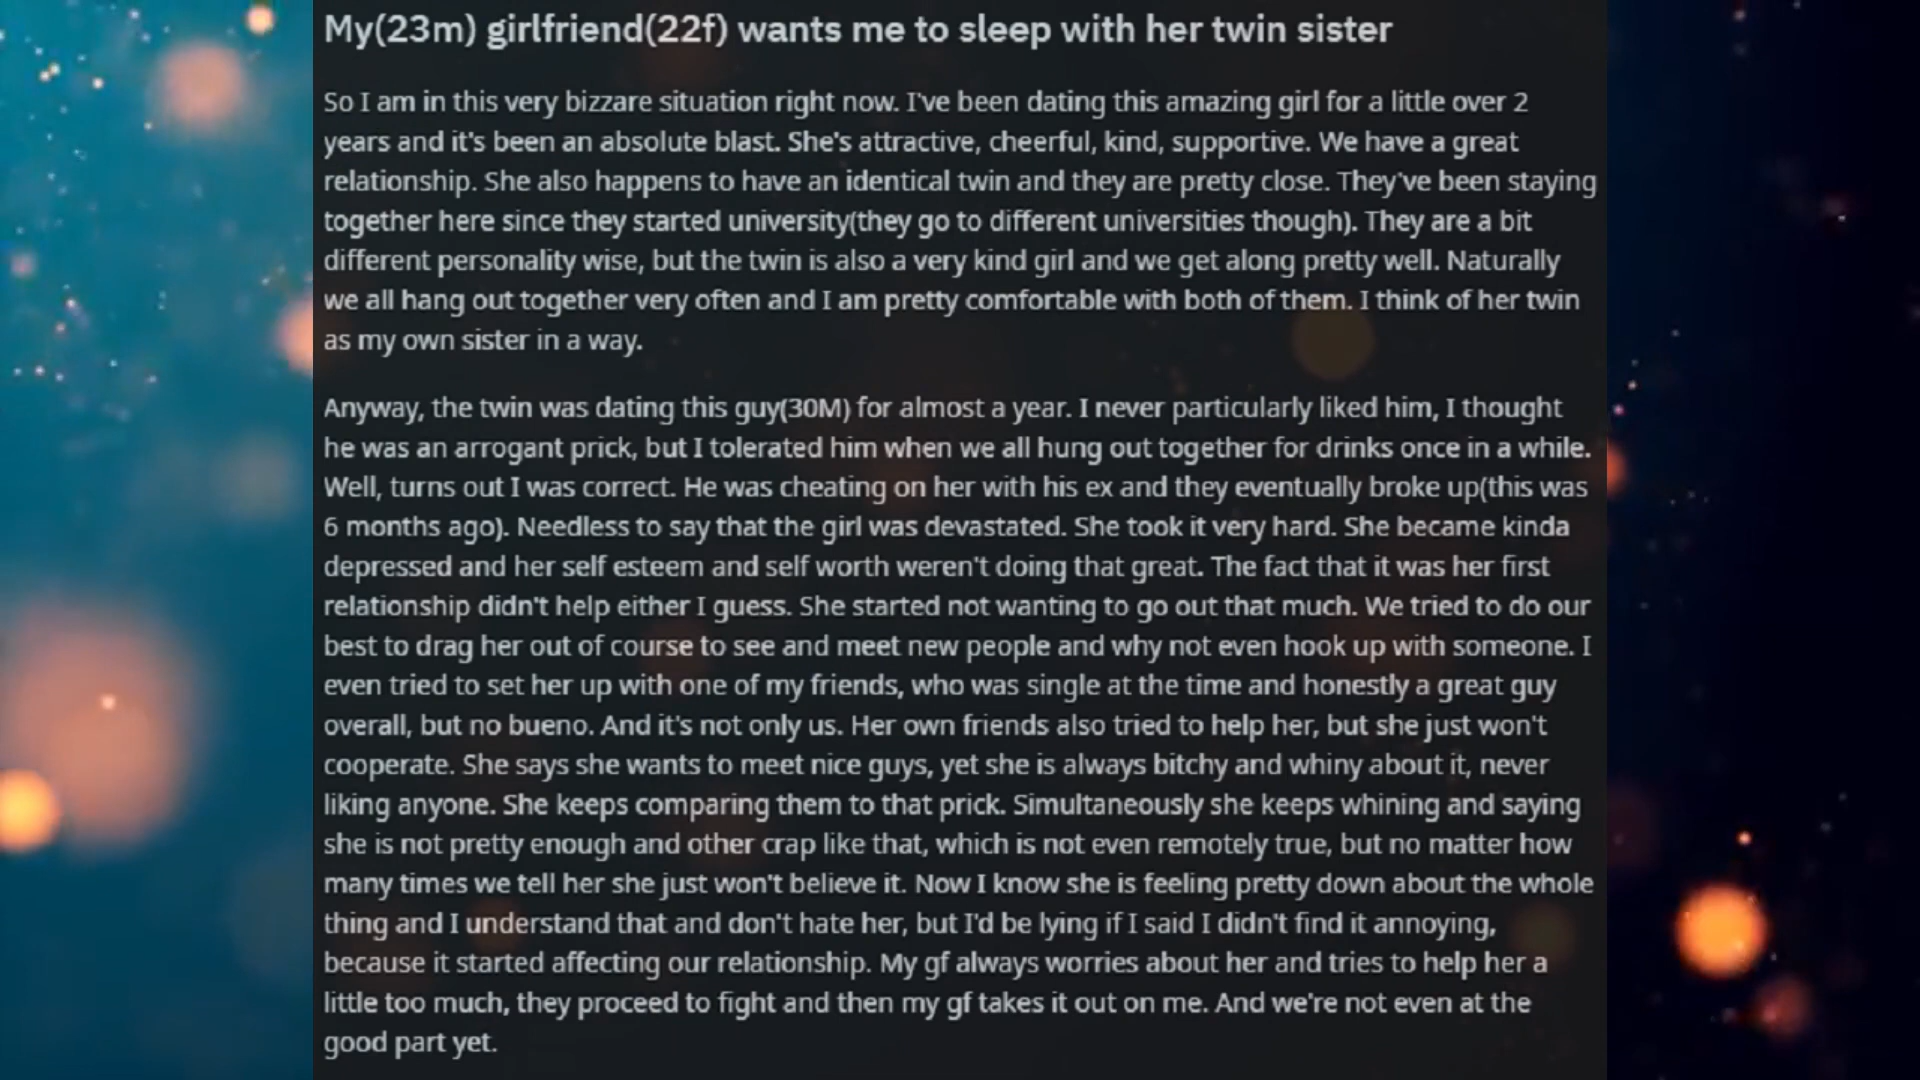 My(23m) girlfriend(22f) wants me to sleep with her twin sister
So I am in this very bizzare situation right now. I've been dating this amazing girl for a little over 2
years and it's been an absolute blast. She's attractive, cheerful, kind, supportive. We have a great
relationship. She also happens to have an identical twin and they are pretty close. They've been staying
together here since they started university(they go to different universities though). They are a bit
different personality wise, but the twin is also a very kind girl and we get along pretty well. Naturally
we all hang out together very often and I am pretty comfortable with both of them. I think of her twin
as my own sister in a way.
Anyway, the twin was dating this guy(30M) for almost a year. I never particularly liked him, I thought
he was an arrogant prick, but I tolerated him when we all hung out together for drinks once in a while.
Well, turns out I was correct. He was cheating on her with his ex and they eventually broke up(this was
6 months ago). Needless to say that the girl was devastated. She took it very hard. She became kinda
depressed and her self esteem and self worth weren't doing that great. The fact that it was her first
relationship didn't help either I guess. She started not wanting to go out that much. We tried to do our
best to drag her out of course to see and meet new people and why not even hook up with someone. I
even tried to set her up with one of my friends, who was single at the time and honestly a great guy
overall, but no bueno. And it's not only us. Her own friends also tried to help her, but she just won't
cooperate. She says she wants to meet nice guys, yet she is always bitchy and whiny about it, never
liking anyone. She keeps comparing them to that prick. Simultaneously she keeps whining and saying
she is not pretty enough and other crap like that, which is not even remotely true, but no matter how
many times we tell her she just won't believe it. Now I know she is feeling pretty down about the whole
thing and I understand that and don't hate her, but I'd be lying if I said I didn't find it annoying,
because it started affecting our relationship. My gf always worries about her and tries to help her a
little too much, they proceed to fight and then my gf takes it out on me. And we're not even at the
good part yet.